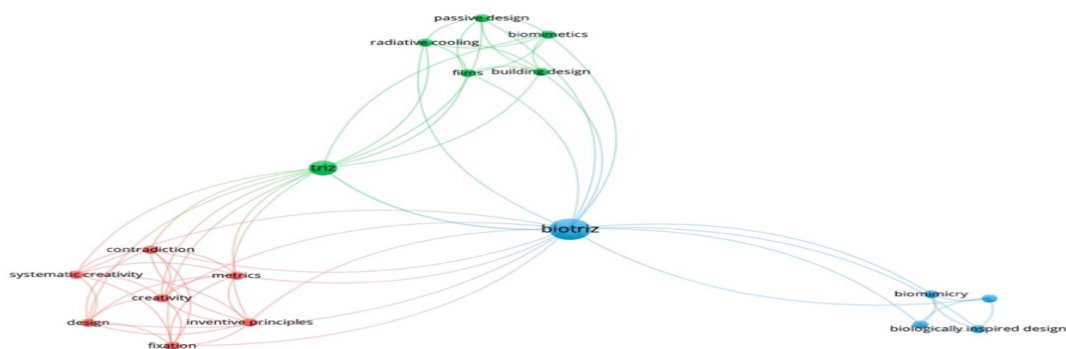 passive design
biomimetics
radiative cooling
films
building design
triz
biotriz
contradiction
systematic creativity
metrics
biomimicry
creativity
design
inventive principles
biologically inspired design
fixation